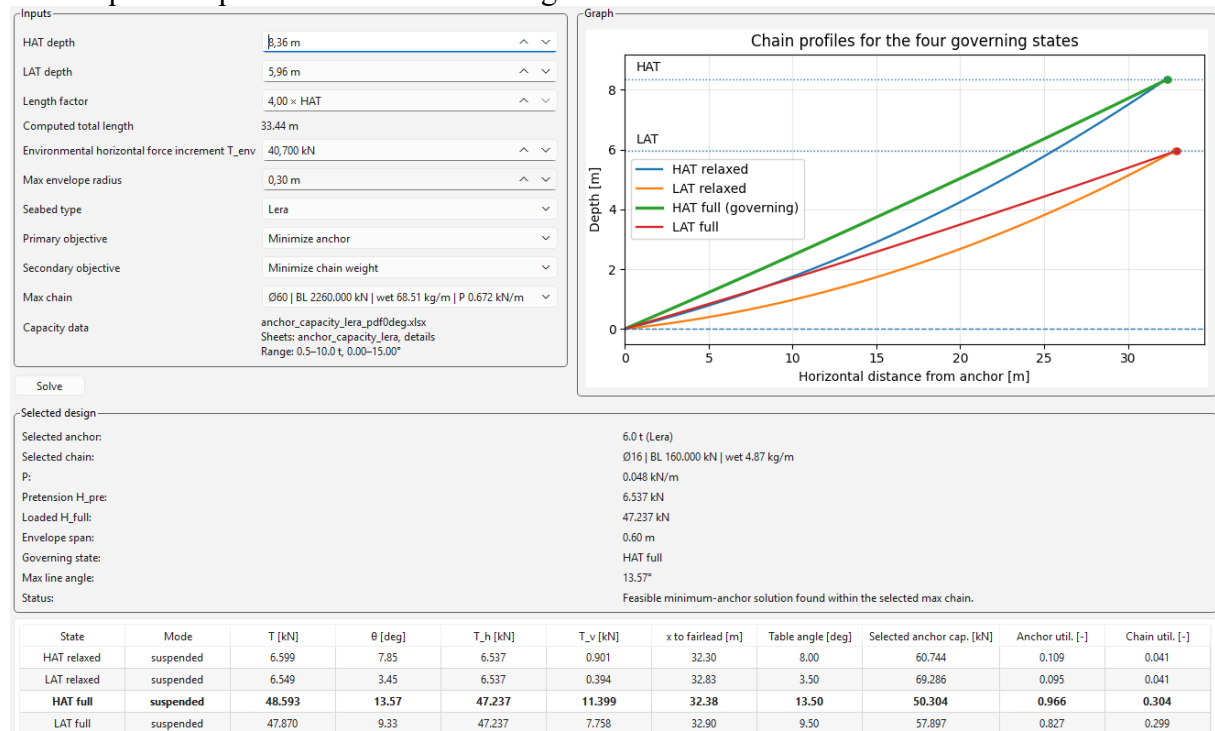 Inputs
HAT depth 8,36 m
LAT depth 5,96 m
Length factor 4,00 × HAT
Computed total length 33.44 m
Environmental horizontal force increment T_env 40,700 kN
Max envelope radius 0,30 m
Seabed type Lera
Primary objective Minimize anchor
Secondary objective Minimize chain weight
Max chain Ø60 | BL 2260.000 kN | wet 68.51 kg/m | P 0.672 kN/m
Capacity data anchor_capacity_lera_pdf0deg.xlsx
Sheets: anchor_capacity_lera, details
Range: 0.5–10.0 t, 0.00–15.00°
Solve
Graph
Chain profiles for the four governing states
HAT
LAT
HAT relaxed
LAT relaxed
HAT full (governing)
LAT full
Depth [m]
8
6
4
2
0
0 5 10 15 20 25 30
Horizontal distance from anchor [m]
Selected design
Selected anchor: 6.0 t (Lera)
Selected chain: Ø16 | BL 160.000 kN | wet 4.87 kg/m
P: 0.048 kN/m
Pretension H_pre: 6.537 kN
Loaded H_full: 47.237 kN
Envelope span: 0.60 m
Governing state: HAT full
Max line angle: 13.57°
Status: Feasible minimum-anchor solution found within the selected max chain.
State Mode T [kN] θ [deg] T_h [kN] T_v [kN] x to fairlead [m] Table angle [deg] Selected anchor cap. [kN] Anchor util. [-] Chain util. [-]
HAT relaxed suspended 6.599 7.85 6.537 0.901 32.30 8.00 60.744 0.109 0.041
LAT relaxed suspended 6.549 3.45 6.537 0.394 32.83 3.50 69.286 0.095 0.041
HAT full suspended 48.593 13.57 47.237 11.399 32.38 13.50 50.304 0.966 0.304
LAT full suspended 47.870 9.33 47.237 7.758 32.90 9.50 57.897 0.827 0.299